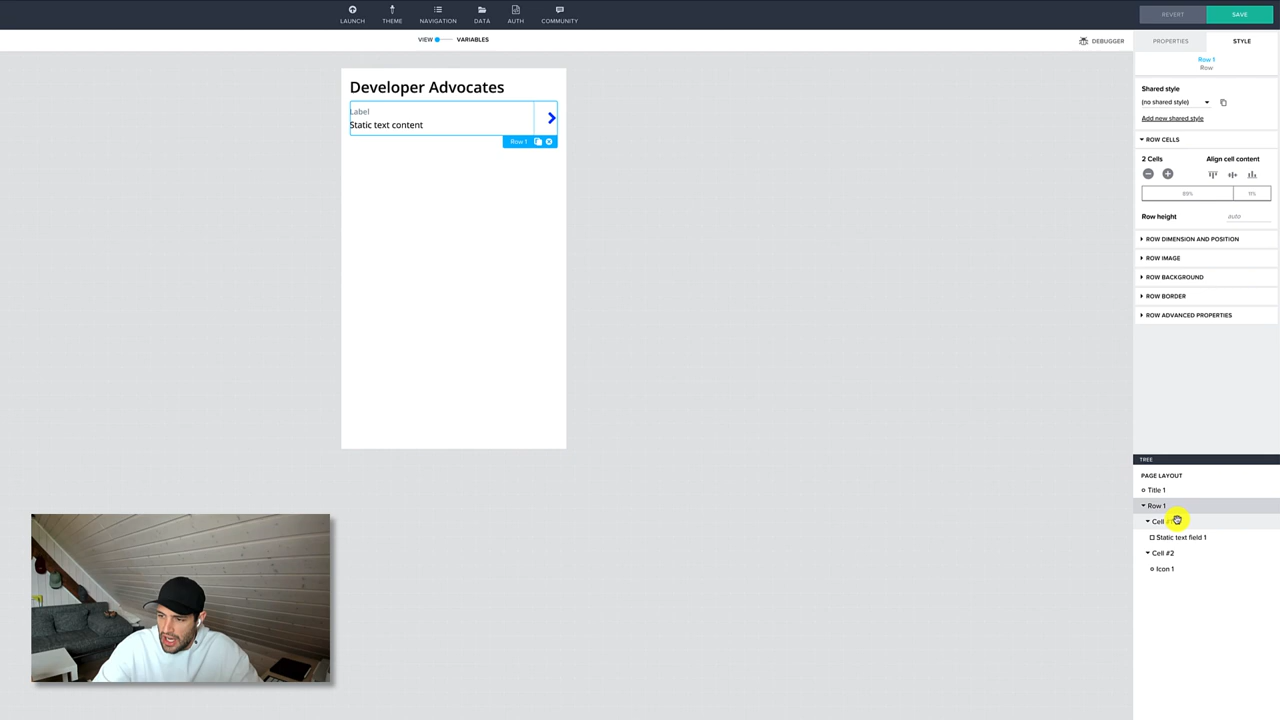 LAUNCH THEME NAVIGATION DATA AUTH COMMUNITY REVERT SAVE
VIEW VARIABLES DEBUGGER
PROPERTIES STYLE
Row 1
Row
Shared style
(no shared style)
Add new shared style
ROW CELLS
2 Cells Align cell content
89% 11%
Row height auto
ROW DIMENSION AND POSITION
ROW IMAGE
ROW BACKGROUND
ROW BORDER
ROW ADVANCED PROPERTIES
Developer Advocates
Label
Static text content
Row 1
TREE
PAGE LAYOUT
Title 1
Row 1
Cell
Static text field 1
Cell #2
Icon 1